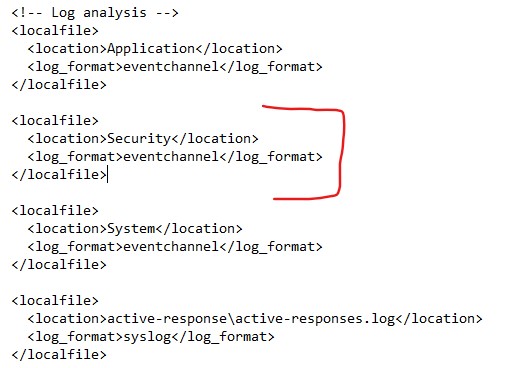 <!-- Log analysis -->
<localfile>
  <location>Application</location>
  <log_format>eventchannel</log_format>
</localfile>

<localfile>
  <location>Security</location>
  <log_format>eventchannel</log_format>
</localfile>

<localfile>
  <location>System</location>
  <log_format>eventchannel</log_format>
</localfile>

<localfile>
  <location>active-response\active-responses.log</location>
  <log_format>syslog</log_format>
</localfile>